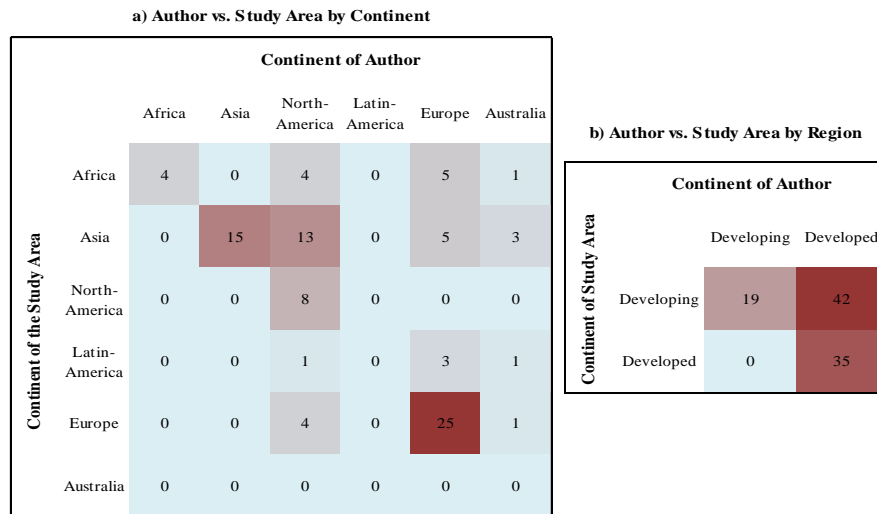 a) Author vs. Study Area by Continent
Continent of Author
Africa Asia North-America Latin-America Europe Australia
Continent of the Study Area
Africa 4 0 4 0 5 1
Asia 0 15 13 0 5 3
North-America 0 0 8 0 0 0
Latin-America 0 0 1 0 3 1
Europe 0 0 4 0 25 1
Australia 0 0 0 0 0 0
b) Author vs. Study Area by Region
Continent of Author
Continent of Study Area
Developing Developed
Developing 19 42
Developed 0 35